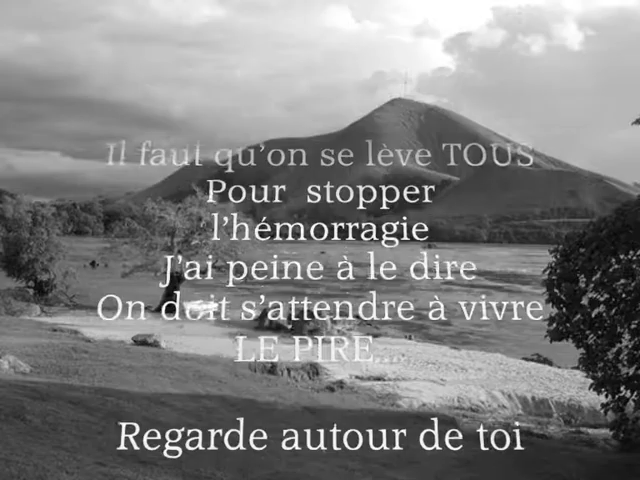 Il faut qu'on se lève TOUS
Pour stopper
l'hémorragie
J'ai peine à le dire
On doit s'attendre à vivre
LE PIRE....
Regarde autour de toi